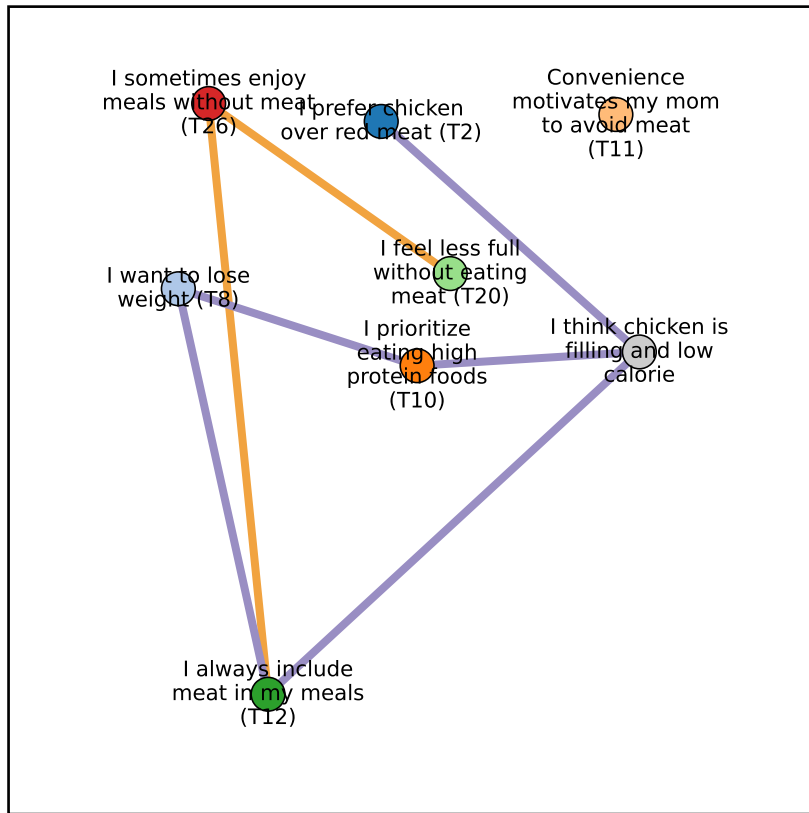 I sometimes enjoy
meals without meat
(T26)
I prefer chicken
over red meat (T2)
Convenience
motivates my mom
to avoid meat
(T11)
I feel less full
without eating
meat (T20)
I want to lose
weight (T8)
I prioritize
eating high
protein foods
(T10)
I think chicken is
filling and low
calorie
I always include
meat in my meals
(T12)